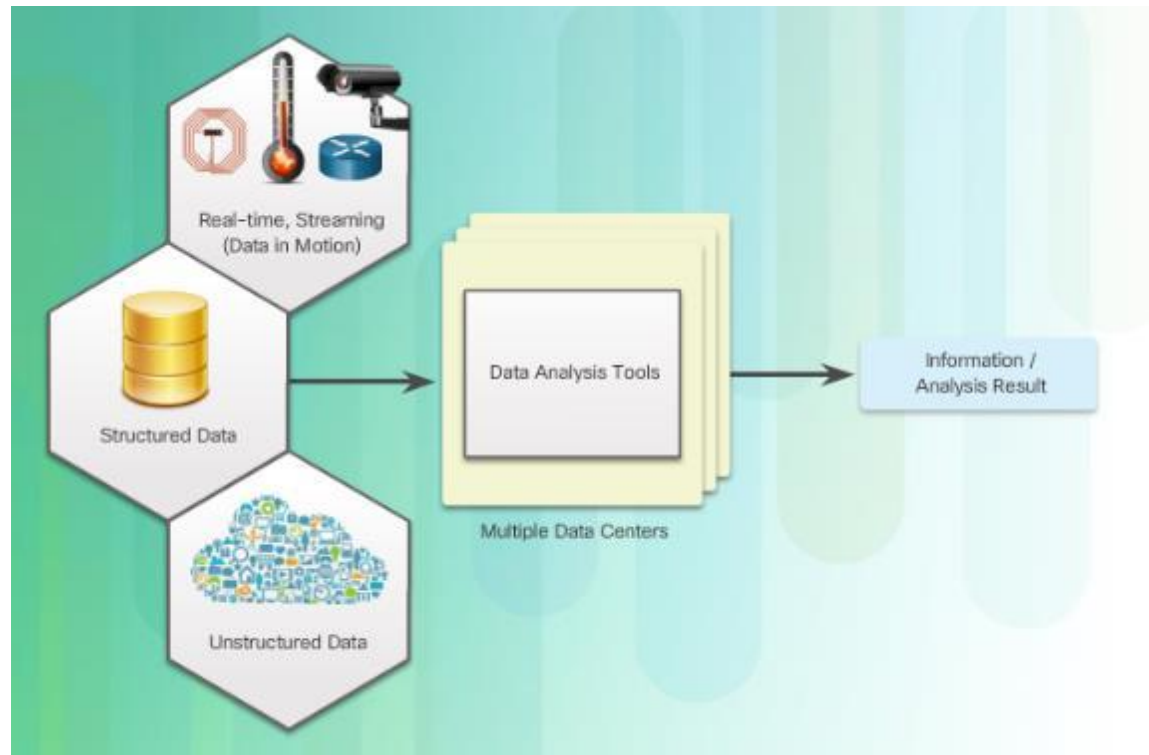 Real-time, Streaming
(Data in Motion)
Structured Data
Unstructured Data
Data Analysis Tools
Multiple Data Centers
Information /
Analysis Result